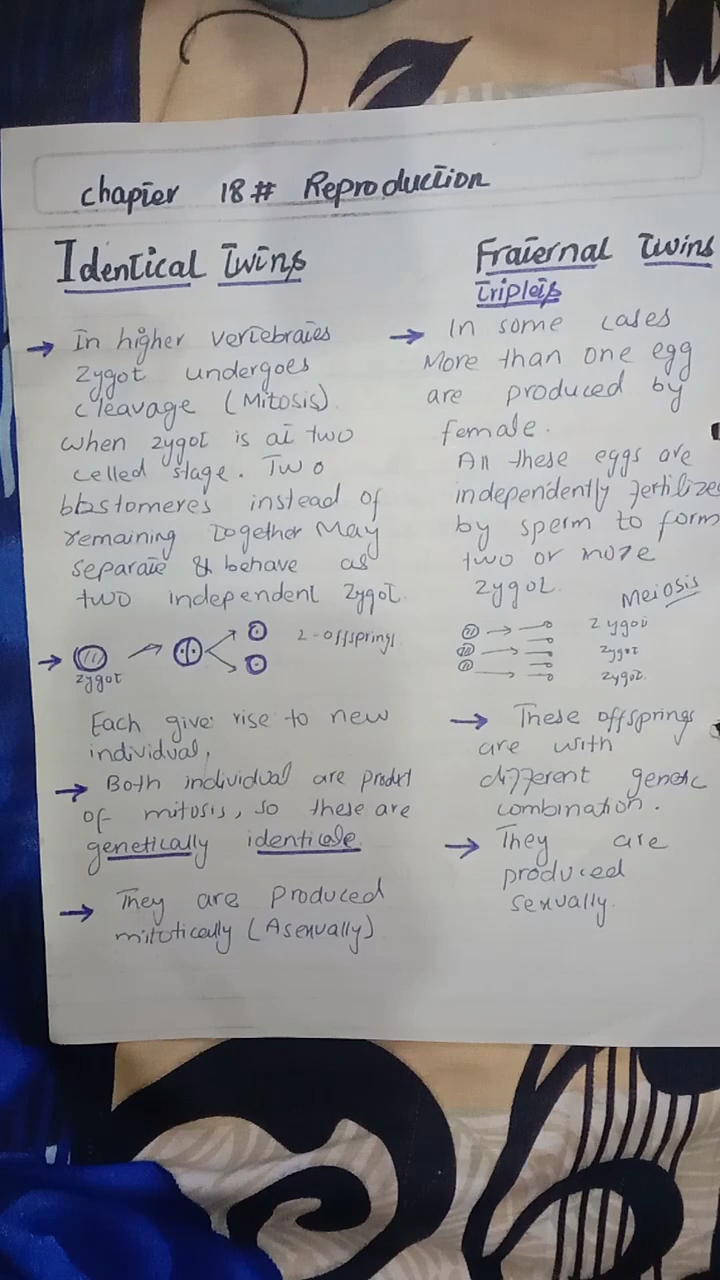 chapter 18# Reproduction
Identical Twins
→ In higher vertebrates
Zygot undergoes
cleavage (Mitosis).
when zygot is at two
celled stage. Two
blastomeres instead of
remaining together May
separate & behave as
two independent Zygot.
→ zygot → 2-offsprings
Each give rise to new
individual,
→ Both individual are product
of mitosis, so these are
genetically identicale
→ They are produced
mitotically (Asexually)
Fraternal Twins
Triplets
→ In some cases
More than one egg
are produced by
female.
All these eggs are
independently fertilize
by sperm to form
two or more
Zygot.
Meiosis
Zygot
zygot
zygot.
→ These offsprings
are with
different genetic
combination.
→ They are
produced
sexually.